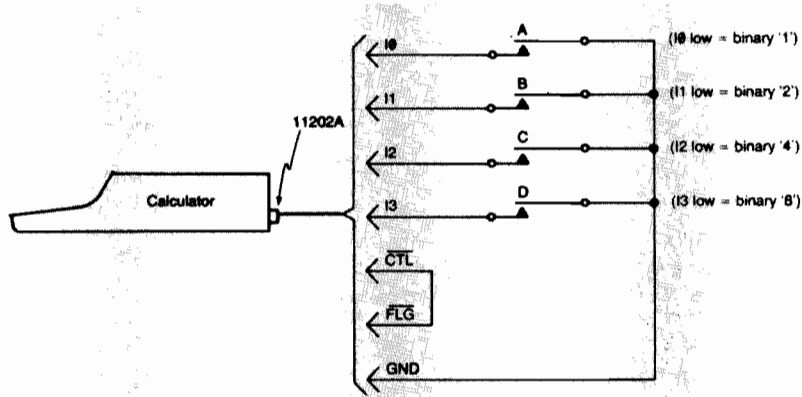 A
I0
(I0 low = binary '1')
B
I1
(I1 low = binary '2')
11202A
C
I2
(I2 low = binary '4')
Calculator
D
I3
(I3 low = binary '8')
CTL
FLG
GND